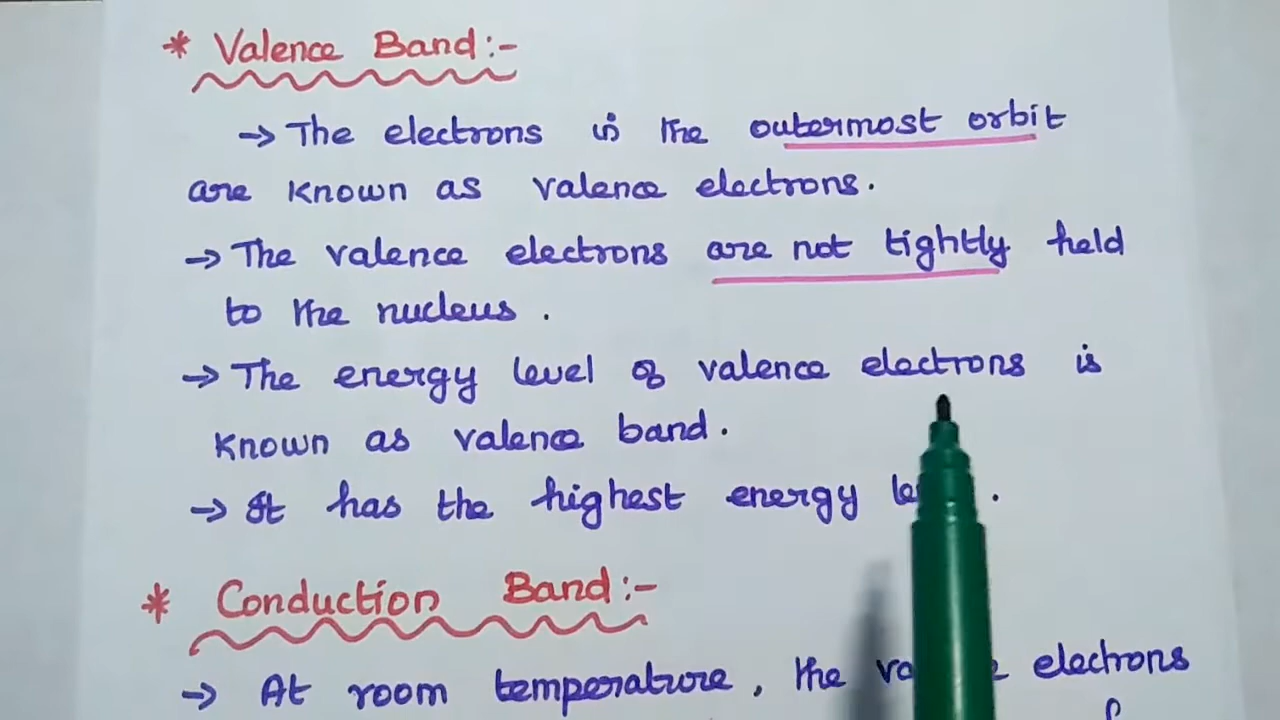 * Valence Band:-
→ The electrons in the outermost orbit
are known as valence electrons.
→ The valence electrons are not tightly held
to the nucleus.
→ The energy level of valence electrons is
known as valence band.
→ It has the highest energy .
* Conduction Band:-
→ At room temperature, the electrons